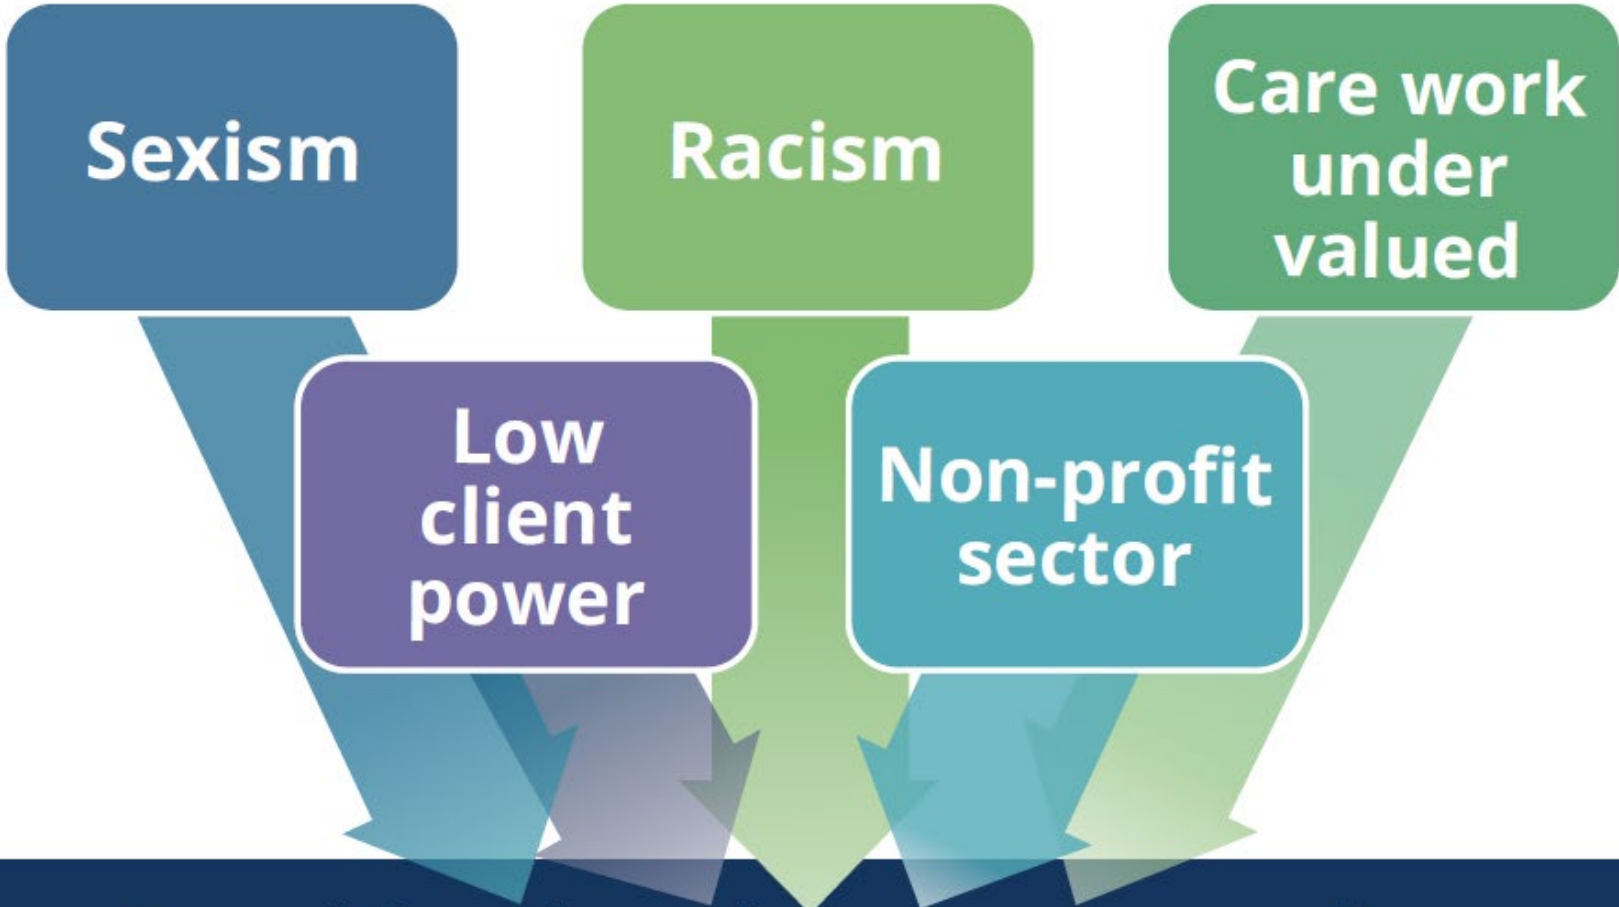 Sexism
Racism
Care work
under
valued
Low
client
power
Non-profit
sector